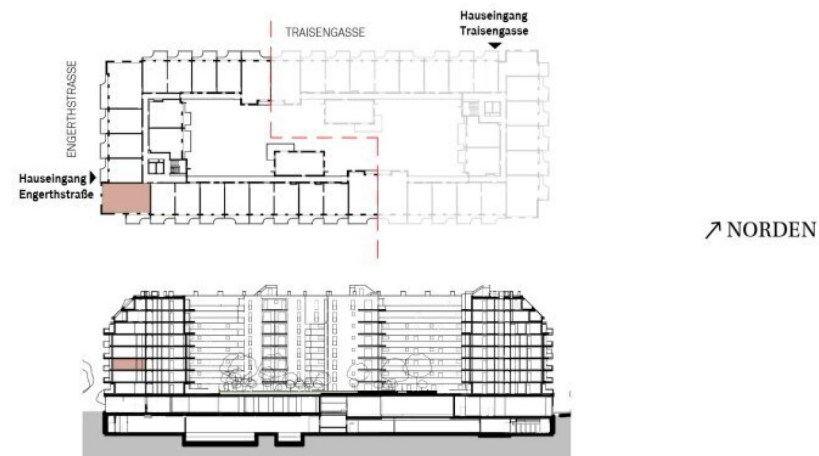 Hauseingang
Traisengasse
TRAISENGASSE
ENGERTHSTRASSE
Hauseingang
Engerthstraße
↗ NORDEN